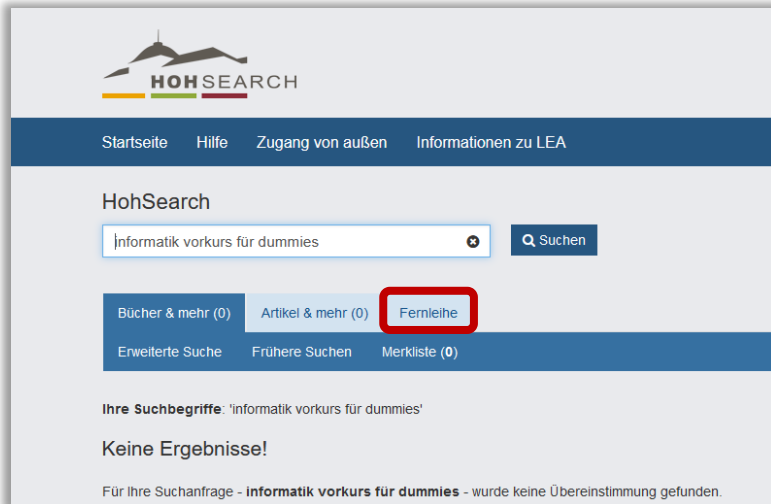 HOHSEARCH
Startseite Hilfe Zugang von außen Informationen zu LEA
HohSearch
informatik vorkurs für dummies Suchen
Bücher & mehr (0) Artikel & mehr (0) Fernleihe
Erweiterte Suche Frühere Suchen Merkliste (0)
Ihre Suchbegriffe: 'informatik vorkurs für dummies'
Keine Ergebnisse!
Für Ihre Suchanfrage - informatik vorkurs für dummies - wurde keine Übereinstimmung gefunden.